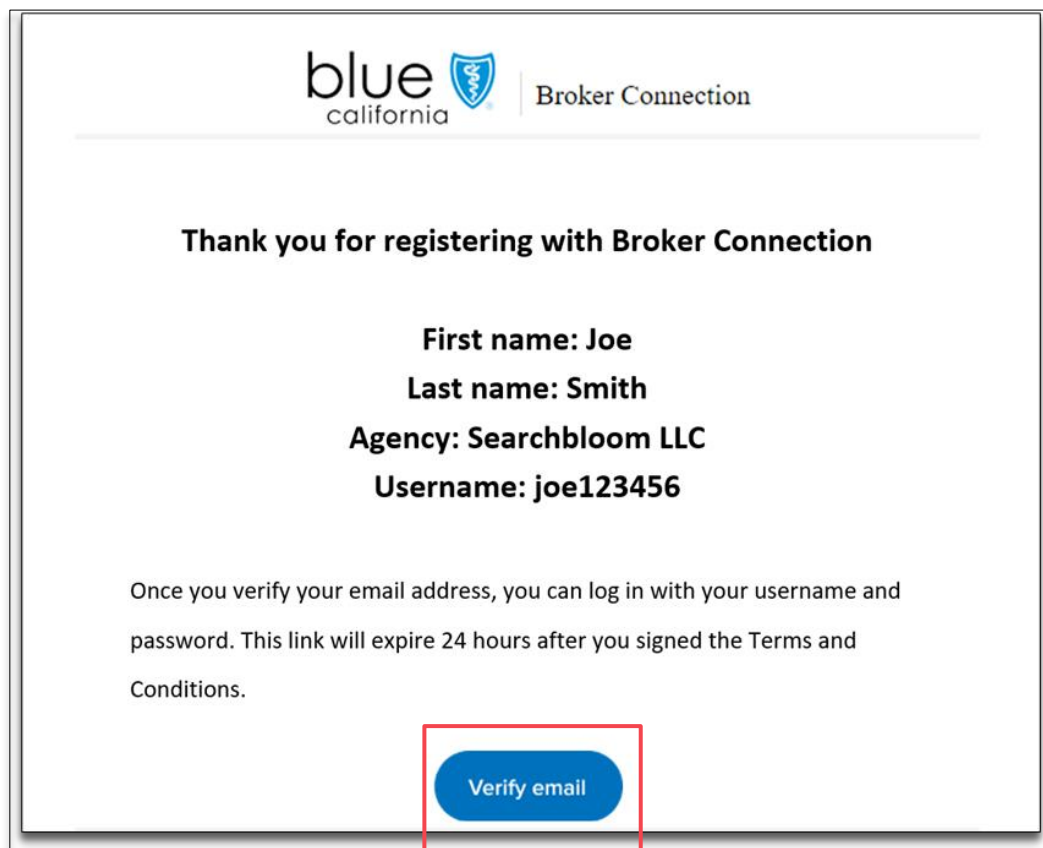 blue
california
Broker Connection
Thank you for registering with Broker Connection
First name: Joe
Last name: Smith
Agency: Searchbloom LLC
Username: joe123456
Once you verify your email address, you can log in with your username and
password. This link will expire 24 hours after you signed the Terms and
Conditions.
Verify email